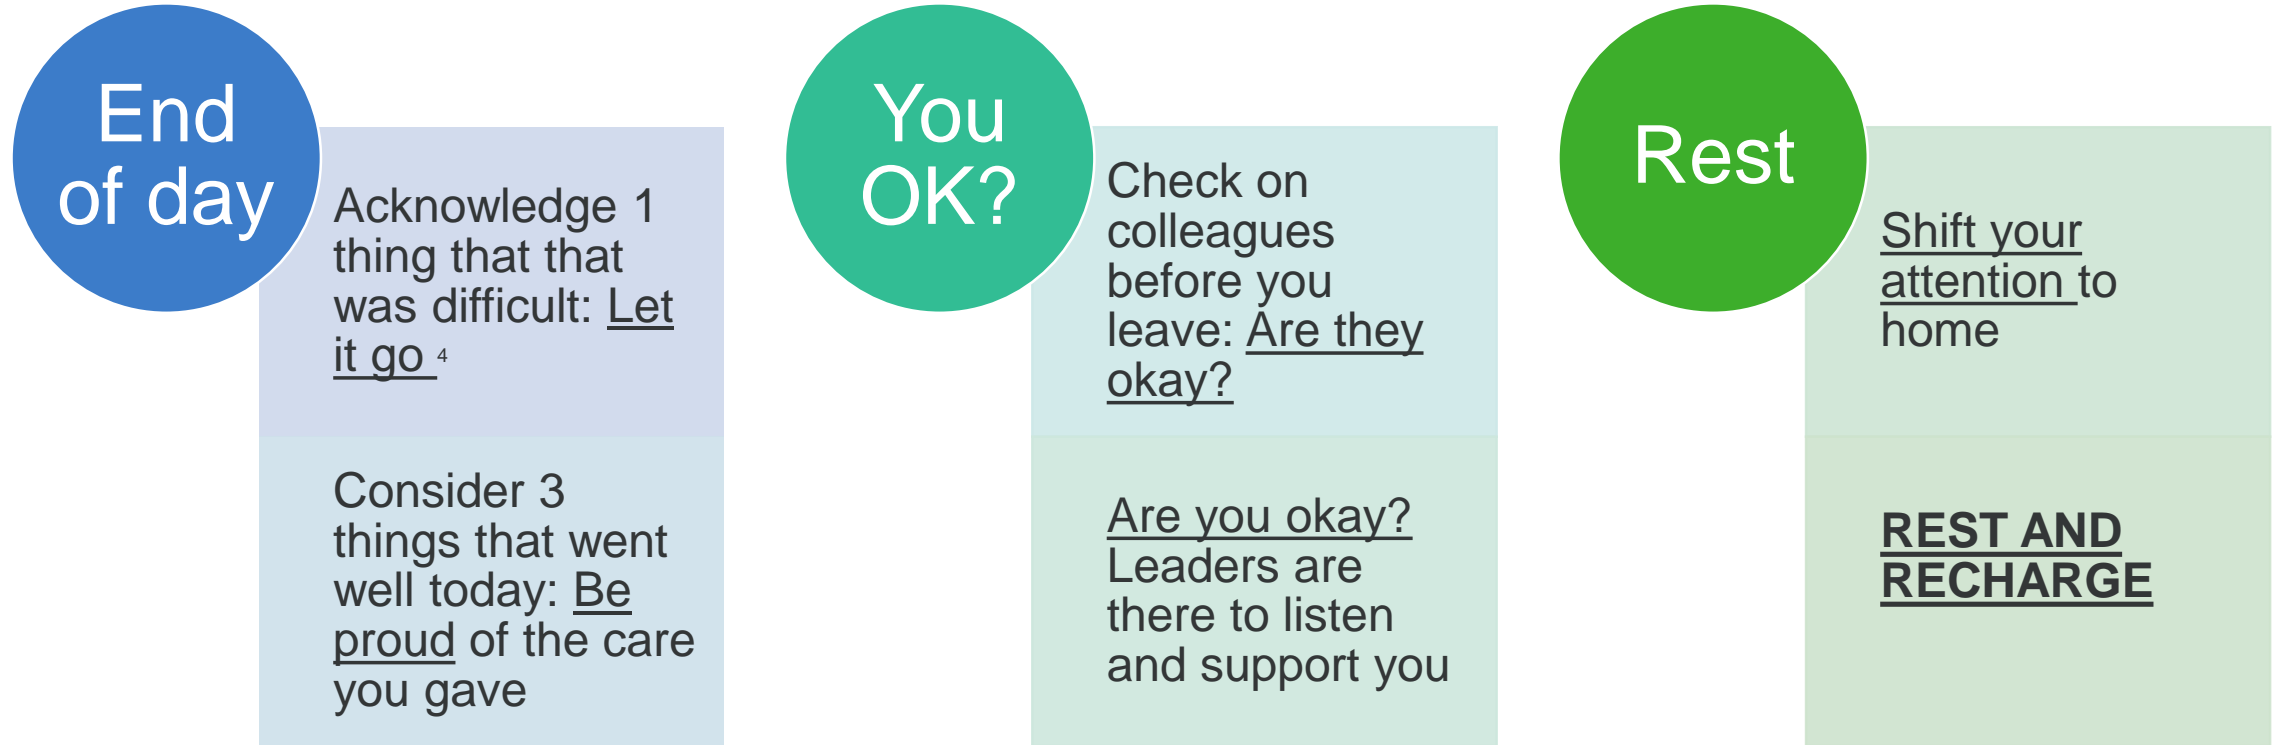 End
of day
Acknowledge 1
thing that that
was difficult: Let
it go 4
Consider 3
things that went
well today: Be
proud of the care
you gave
You
OK?
Check on
colleagues
before you
leave: Are they
okay?
Are you okay?
Leaders are
there to listen
and support you
Rest
Shift your
attention to
home
REST AND
RECHARGE